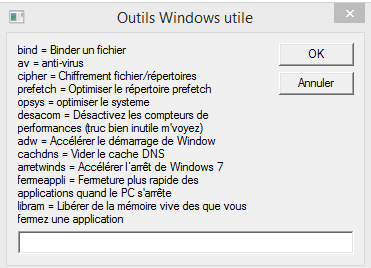 Outils Windows utile
bind = Binder un fichier
av = anti-virus
cipher = Chiffrement fichier/répertoires
prefetch = Optimiser le répertoire prefetch
opsys = optimiser le systeme
desacom = Désactivez les compteurs de
performances (truc bien inutile m'voyez)
adw = Accélérer le démarrage de Window
cachdns = Vider le cache DNS
arretwinds = Accélerer l'arrêt de Windows 7
fermeappli = Fermeture plus rapide des
applications quand le PC s'arrête
libram = Libérer de la mémoire vive des que vous
fermez une application
OK
Annuler